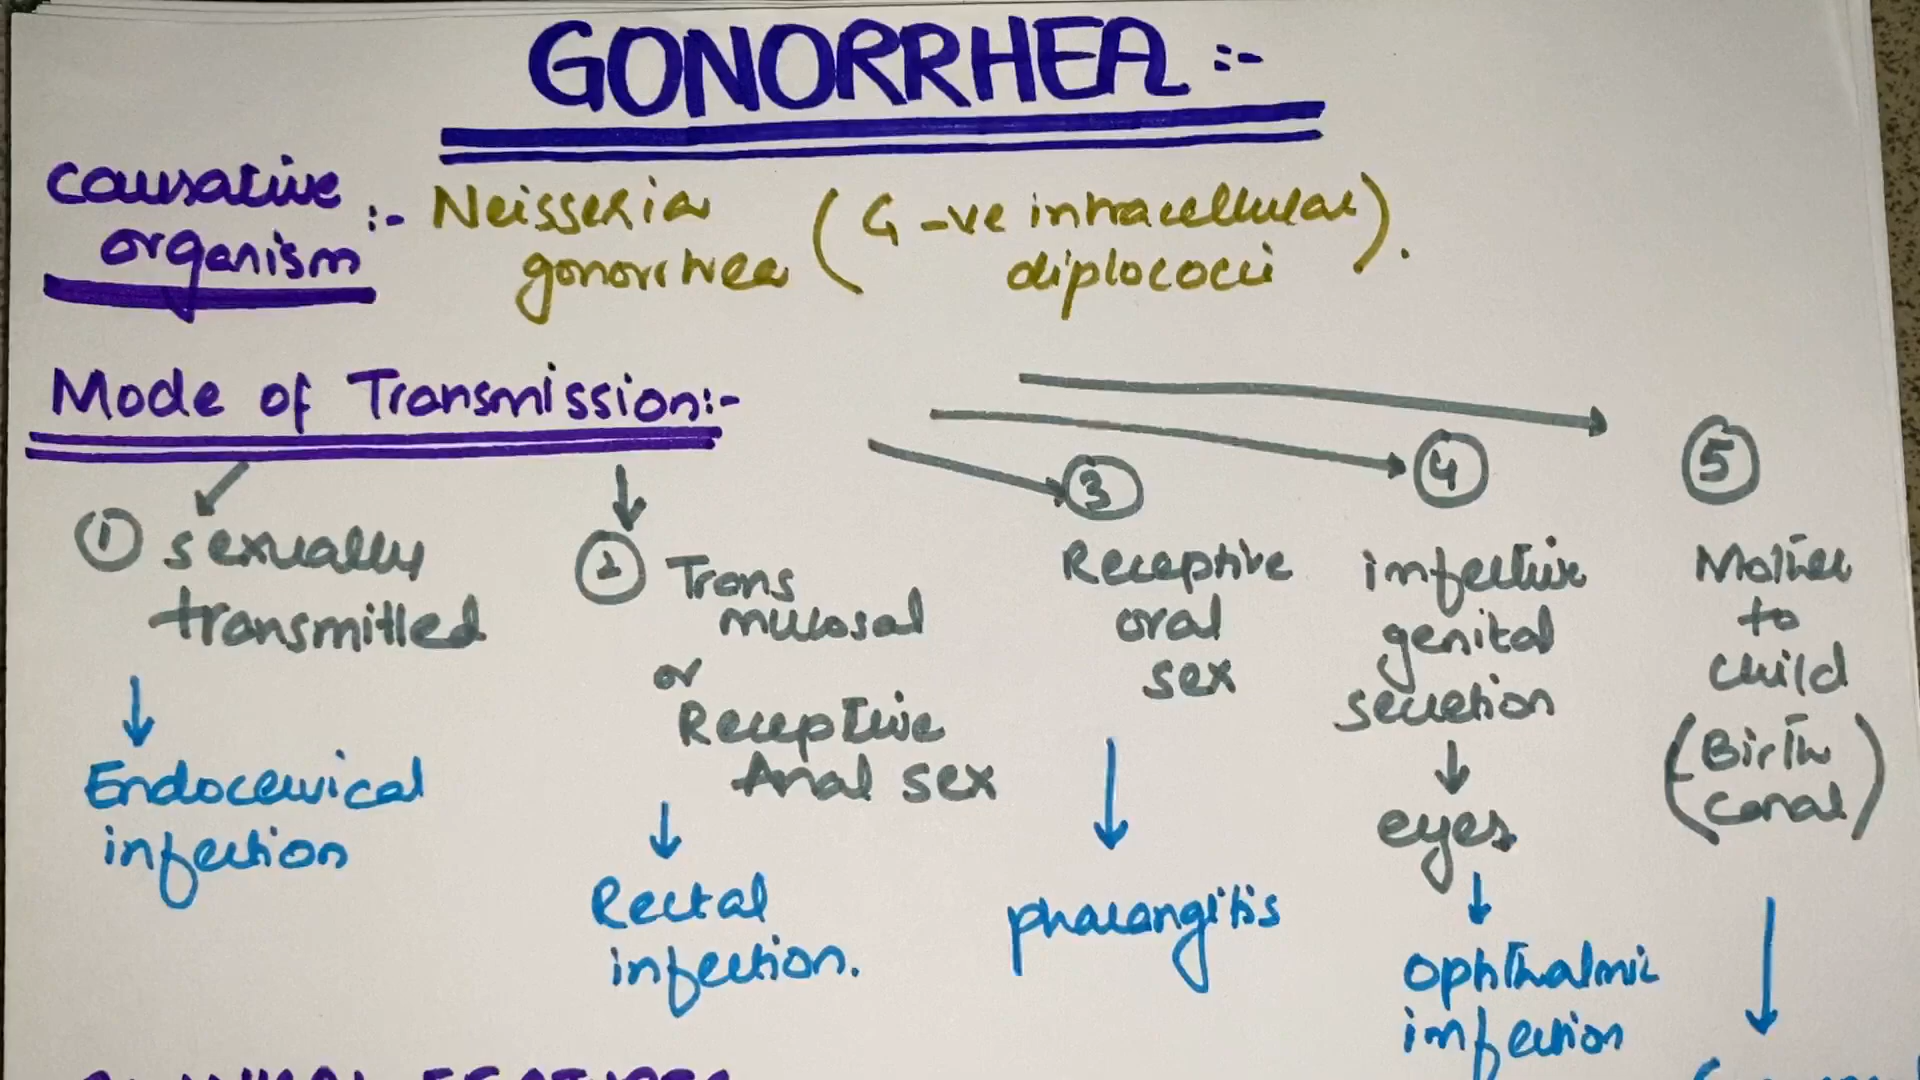 GONORRHEA :-
Causative
organism :-
Neisseria
gonorrhea
(G -ve intracellular
diplococci).
Mode of Transmission:-
① sexually
transmitted
Endocervical
infection
② Trans
mucosal
or
Receptive
Anal sex
Rectal
infection.
③
Receptive
oral
sex
pharangitis
④
infective
genital
secretion
eyes
ophthalmic
infection
⑤
Mother
to
child
(Birth
canal)
CLINICAL FEATURES